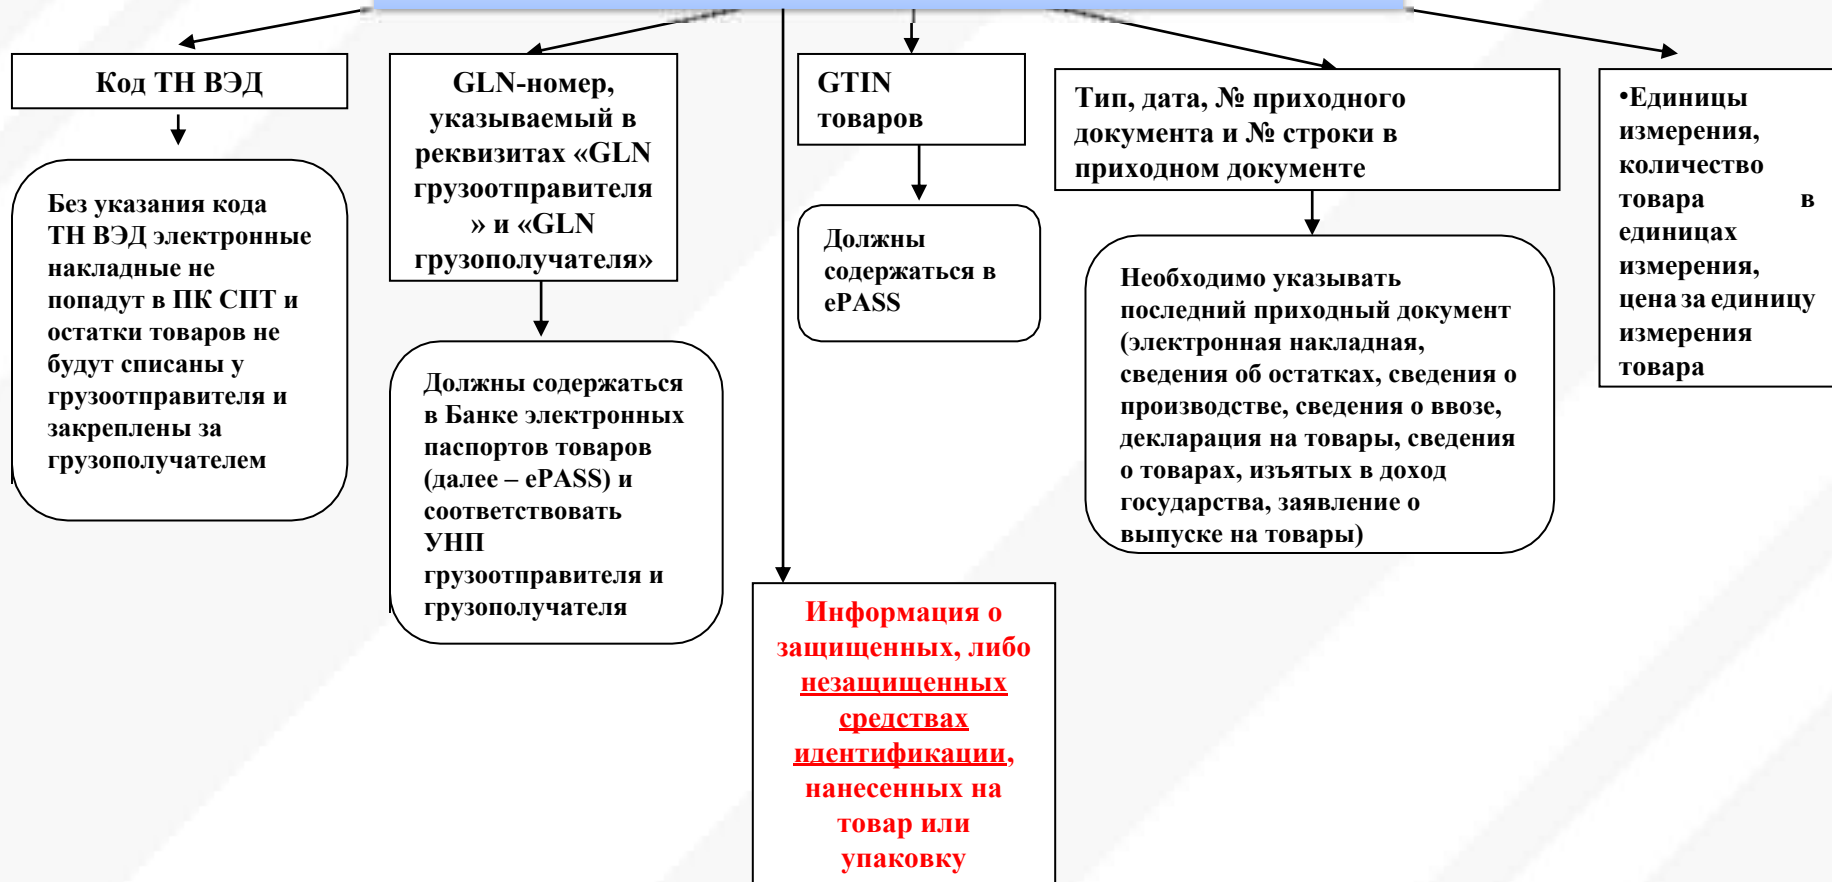 Код ТН ВЭД
Без указания кода
ТН ВЭД электронные
накладные не
попадут в ПК СПТ и
остатки товаров не
будут списаны у
грузоотправителя и
закреплены за
грузополучателем
GLN-номер,
указываемый в
реквизитах «GLN
грузоотправителя
» и «GLN
грузополучателя»
Должны содержаться
в Банке электронных
паспортов товаров
(далее – ePASS) и
соответствовать
УНП
грузоотправителя и
грузополучателя
GTIN
товаров
Должны
содержаться в
ePASS
Информация о
защищенных, либо
незащищенных
средствах
идентификации,
нанесенных на
товар или
упаковку
Тип, дата, № приходного
документа и № строки в
приходном документе
Необходимо указывать
последний приходный документ
(электронная накладная,
сведения об остатках, сведения о
производстве, сведения о ввозе,
декларация на товары, сведения
о товарах, изъятых в доход
государства, заявление о
выпуске на товары)
•Единицы
измерения,
количество
товара в
единицах
измерения,
цена за единицу
измерения
товара